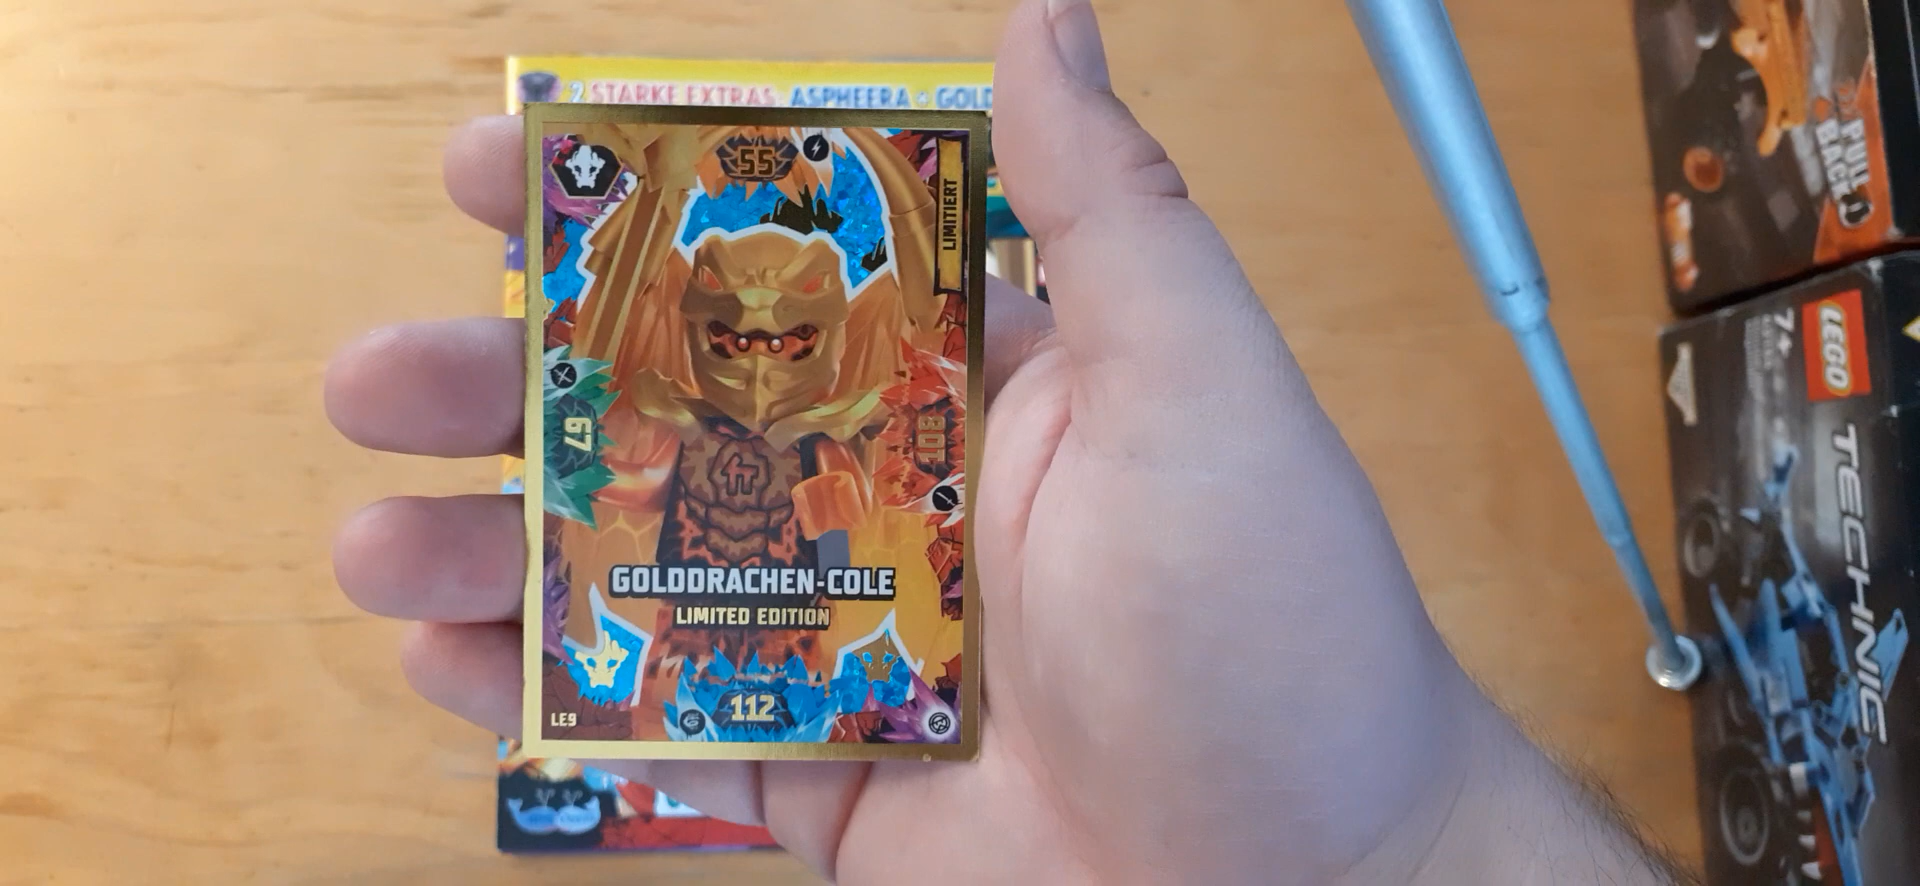 2 STARKE EXTRAS: ASPHEERA + GOLD
55
LIMITIERT
67
108
GOLDDRACHEN-COLE
LIMITED EDITION
112
LE9
PULL
BACK
LEGO
7+
TECHNIC